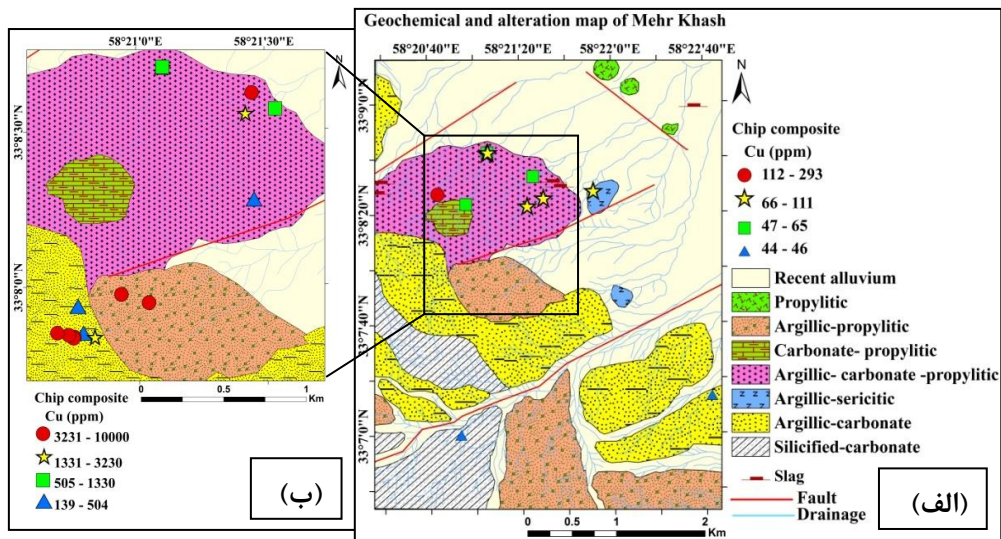 Geochemical and alteration map of Mehr Khash
58°21'0"E
58°21'30"E
33°8'30"N
33°8'0"N
N
0
0.5
1
Km
Chip composite
Cu (ppm)
3231 - 10000
1331 - 3230
505 - 1330
139 - 504
(ب)
58°20'40"E
58°21'20"E
58°22'0"E
58°22'40"E
33°9'0"N
33°8'20"N
33°7'40"N
33°7'0"N
0
0.5
1
2
Km
N
Chip composite
Cu (ppm)
112 - 293
66 - 111
47 - 65
44 - 46
Recent alluvium
Propylitic
Argillic-propylitic
Carbonate- propylitic
Argillic- carbonate -propylitic
Argillic-sericitic
Argillic-carbonate
Silicified-carbonate
Slag
Fault
Drainage
(الف)